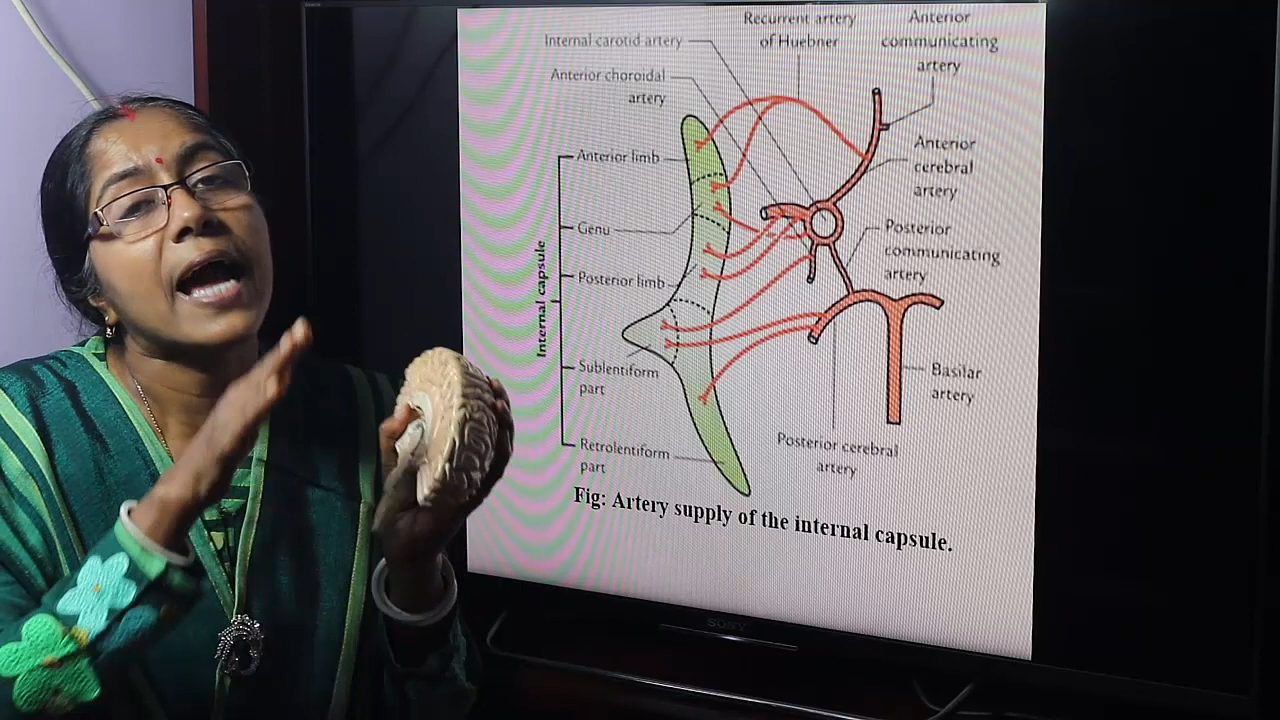 Recurrent artery
of Huebner
Anterior
communicating
artery
Internal carotid artery
Anterior choroidal
artery
Anterior limb
Anterior
cerebral
artery
Genu
Posterior
communicating
artery
Internal capsule
Posterior limb
Sublentiform
part
Basilar
artery
Posterior cerebral
artery
Retrolentiform
part
Fig: Artery supply of the internal capsule.
SONY